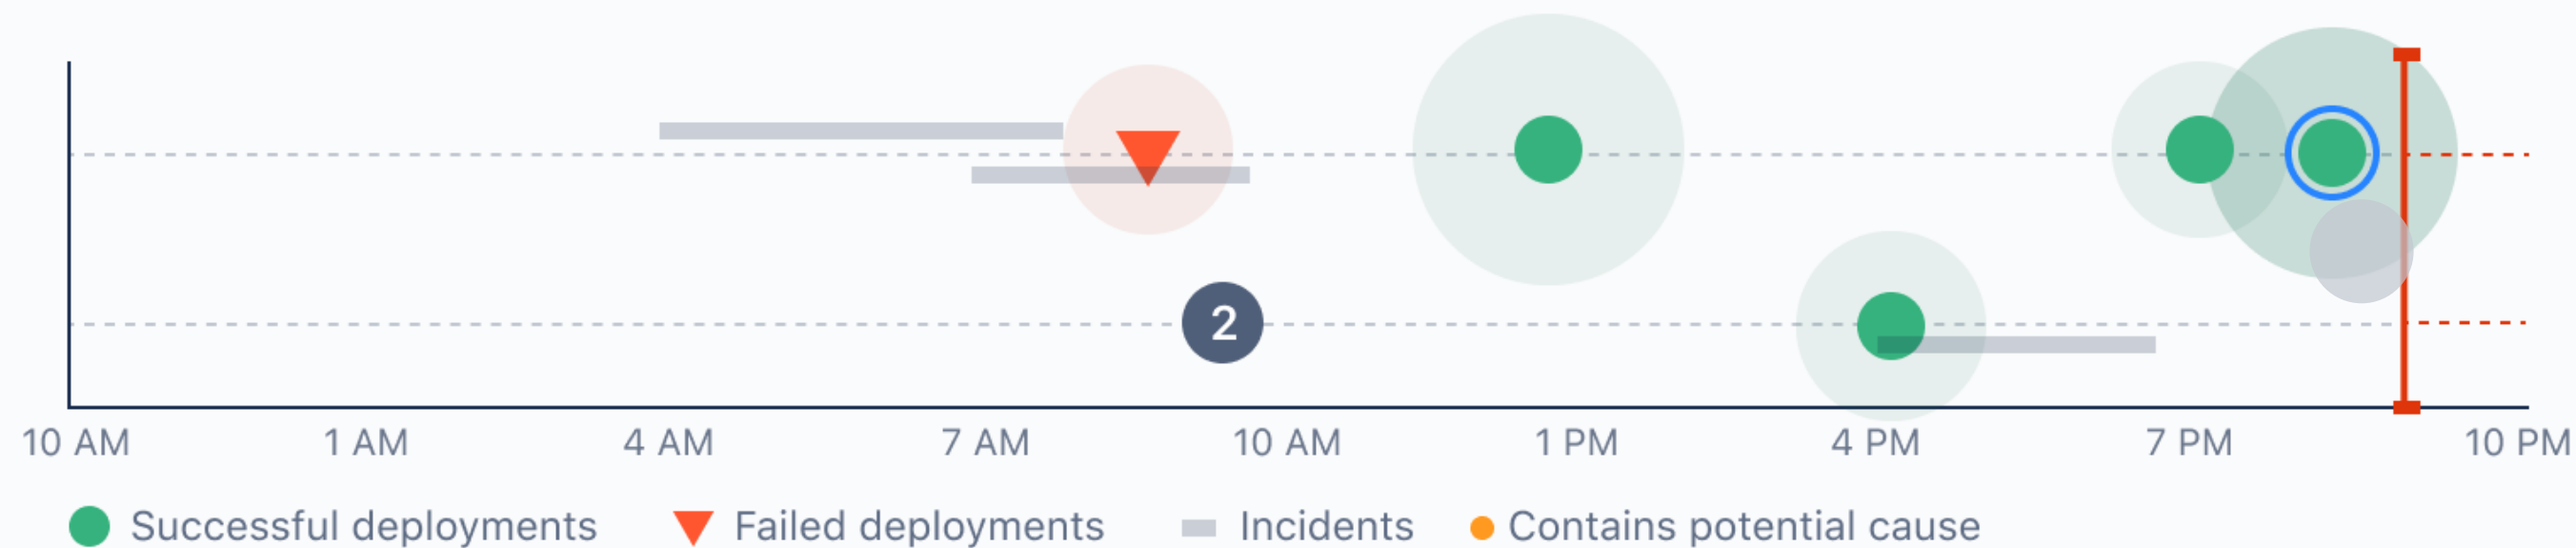 2
10 AM 1 AM 4 AM 7 AM 10 AM 1 PM 4 PM 7 PM 10 PM
Successful deployments Failed deployments Incidents Contains potential cause